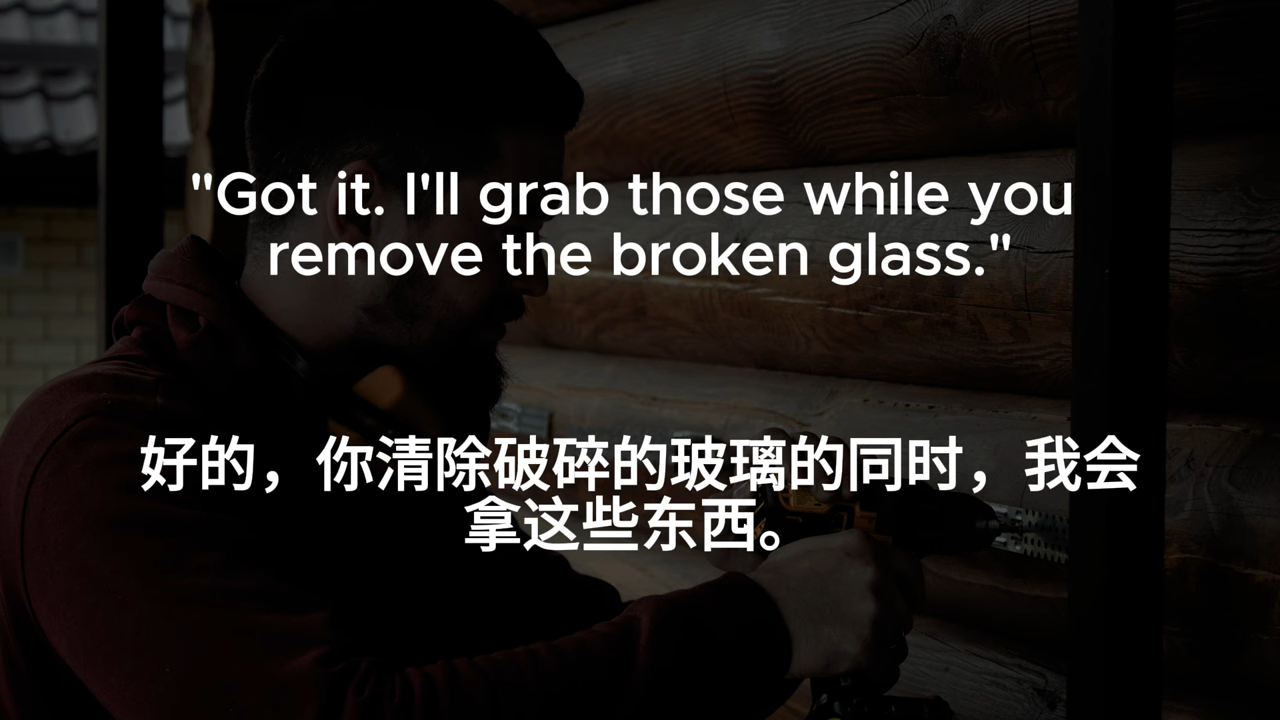 "Got it. I'll grab those while you
remove the broken glass."
好的，你清除破碎的玻璃的同时，我会
拿这些东西。